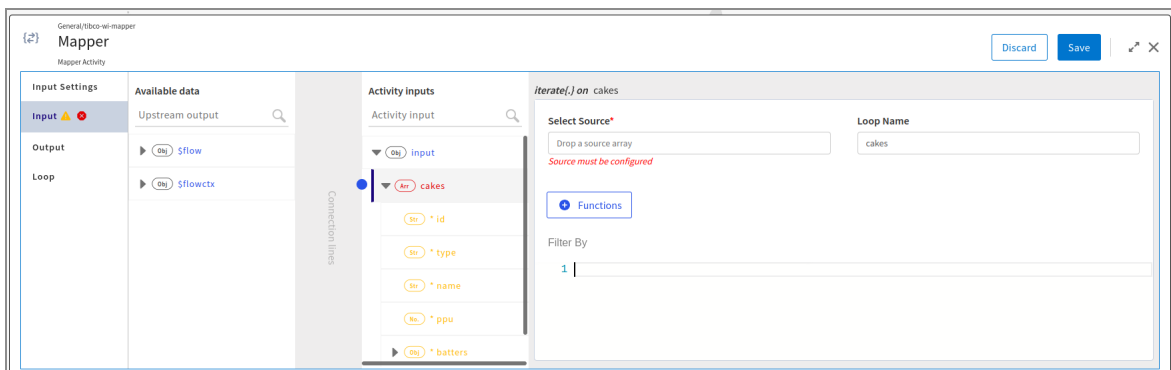 General/tibco-wi-mapper
Mapper
Mapper Activity
Discard
Save
Input Settings
Input
Output
Loop
Available data
Upstream output
Obj $flow
Obj $flowctx
Connection lines
Activity inputs
Activity input
Obj input
Arr cakes
Str * id
Str * type
Str * name
No. * ppu
Obj * batters
iterate(.) on cakes
Select Source*
Drop a source array
Source must be configured
Loop Name
cakes
Functions
Filter By
1